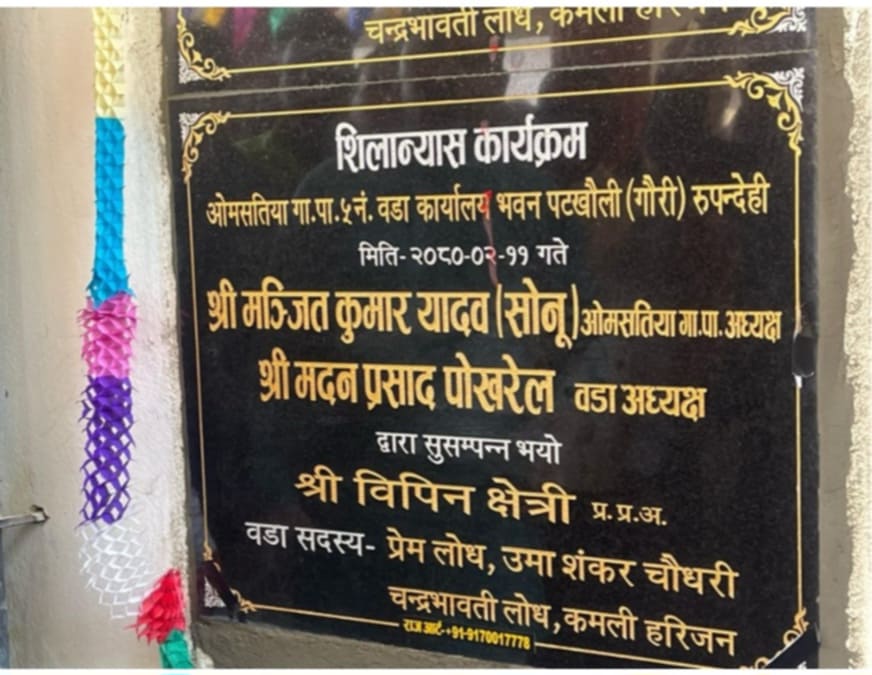 चन्द्रभावती लोध, कमली हरिजन
शिलान्यास कार्यक्रम
ओमसतिया गा.पा.५नं. वडा कार्यालय भवन पटखौली (गौरी) रुपन्देही
मिति-२०८०-०२-११ गते
श्री मञ्जित कुमार यादव (सोनू) ओमसतिया गा.पा. अध्यक्ष
श्री मदन प्रसाद पोखरेल वडा अध्यक्ष
द्वारा सुसम्पन्न भयो
श्री विपिन क्षेत्री प्र.प्र.अ.
वडा सदस्य- प्रेम लोध, उमा शंकर चौधरी
चन्द्रभावती लोध,कमली हरिजन
राज आर्ट-+91-9170017778